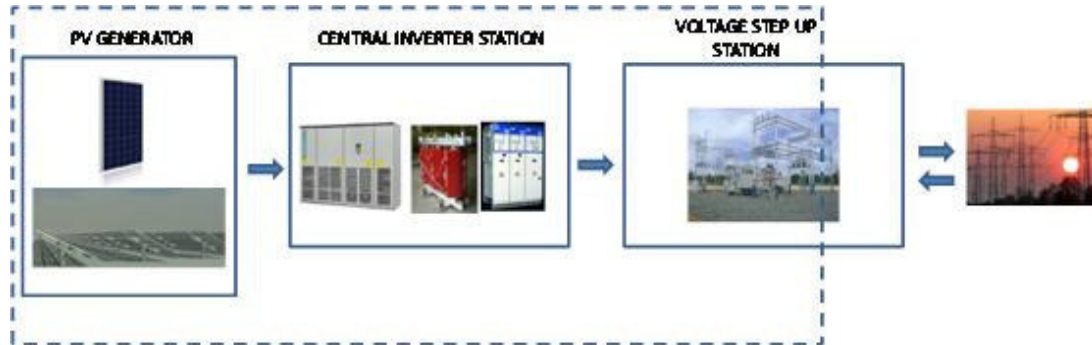 PV GENERATOR
CENTRAL INVERTER STATION
VOLTAGE STEP UP
STATION